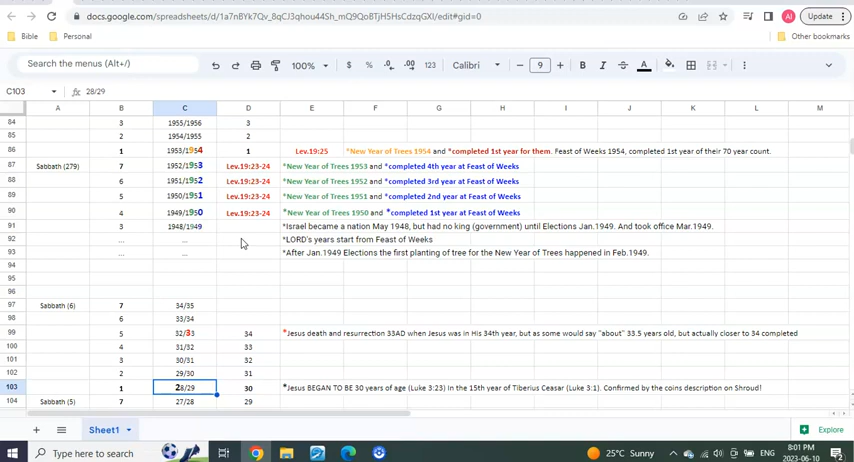 docs.google.com/spreadsheets/d/1a7nBYk7Qv_8qCJ3qhou44Sh_mQ9QoBTjH5HsCdzqGXI/edit#gid=0
AI
Update
Bible Personal Other bookmarks
Search the menus (Alt+/) 100% $ % .0 .00 123 Calibri 9 B I S A
C103 fx 28/29
A B C D E F G H I J K L M
84 3 1955/1956 3
85 2 1954/1955 2
86 1 1953/1954 1 Lev.19:25 *New Year of Trees 1954 and *completed 1st year for them. Feast of Weeks 1954, completed 1st year of their 70 year count.
87 Sabbath (279) 7 1952/1953 Lev.19:23-24 *New Year of Trees 1953 and *completed 4th year at Feast of Weeks
88 6 1951/1952 Lev.19:23-24 *New Year of Trees 1952 and *completed 3rd year at Feast of Weeks
89 5 1950/1951 Lev.19:23-24 *New Year of Trees 1951 and *completed 2nd year at Feast of Weeks
90 4 1949/1950 Lev.19:23-24 *New Year of Trees 1950 and *completed 1st year at Feast of Weeks
91 3 1948/1949 *Israel became a nation May 1948, but had no king (government) until Elections Jan.1949. And took office Mar.1949.
92 ... ... *LORD's years start from Feast of Weeks
93 ... ... *After Jan.1949 Elections the first planting of tree for the New Year of Trees happened in Feb.1949.
94
95
96
97 Sabbath (6) 7 34/35
98 6 33/34
99 5 32/33 34 *Jesus death and resurrection 33AD when Jesus was in His 34th year, but as some would say "about" 33.5 years old, but actually closer to 34 completed
100 4 31/32 33
101 3 30/31 32
102 2 29/30 31
103 1 28/29 30 *Jesus BEGAN TO BE 30 years of age (Luke 3:23) In the 15th year of Tiberius Ceasar (Luke 3:1). Confirmed by the coins description on Shroud!
104 Sabbath (5) 7 27/28 29
Sheet1 Explore
Type here to search 25°C Sunny ENG 8:01 PM
2023-06-10
2